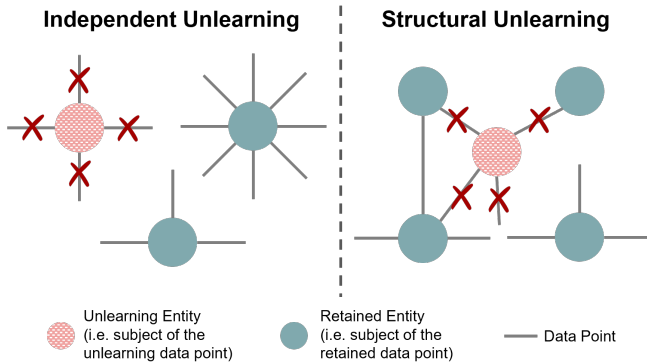 Independent Unlearning
Structural Unlearning
Unlearning Entity
(i.e. subject of the
unlearning data point)
Retained Entity
(i.e. subject of the
retained data point)
Data Point